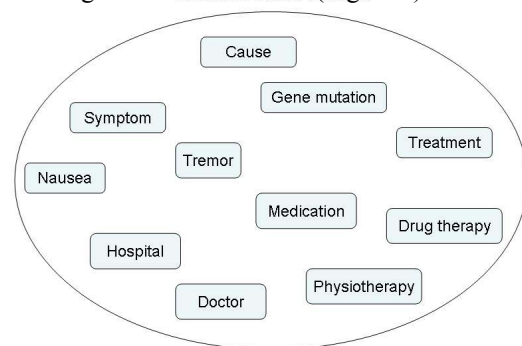 Cause
Gene mutation
Symptom
Treatment
Tremor
Nausea
Medication
Drug therapy
Hospital
Physiotherapy
Doctor